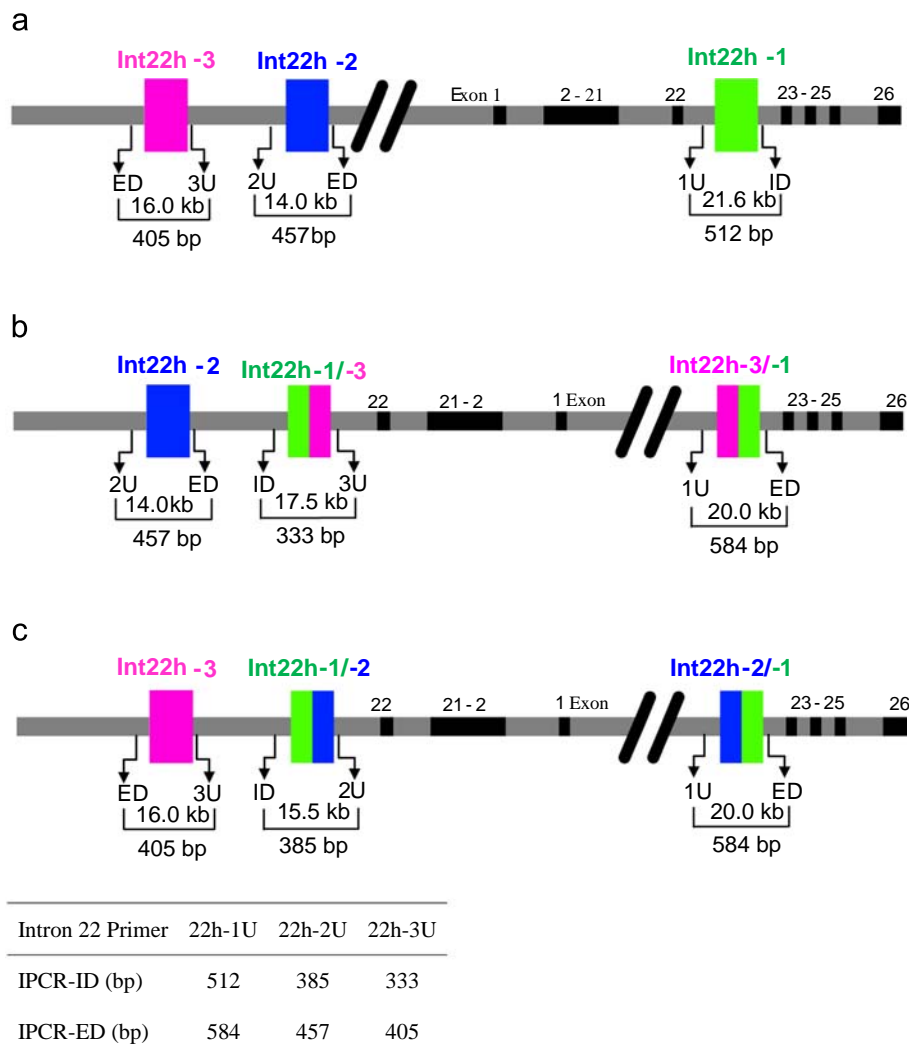 a
Int22h -3 Int22h -2 Int22h -1
Exon 1 2 - 21 22 23 - 25 26
ED 3U 2U ED 1U ID
16.0 kb 14.0 kb 21.6 kb
405 bp 457bp 512 bp
b
Int22h -2 Int22h-1/-3 Int22h-3/-1
22 21 - 2 1 Exon 23 - 25 26
2U ED ID 3U 1U ED
14.0kb 17.5 kb 20.0 kb
457 bp 333 bp 584 bp
c
Int22h -3 Int22h-1/-2 Int22h-2/-1
22 21 - 2 1 Exon 23 - 25 26
ED 3U ID 2U 1U ED
16.0 kb 15.5 kb 20.0 kb
405 bp 385 bp 584 bp
Intron 22 Primer 22h-1U 22h-2U 22h-3U
IPCR-ID (bp) 512 385 333
IPCR-ED (bp) 584 457 405